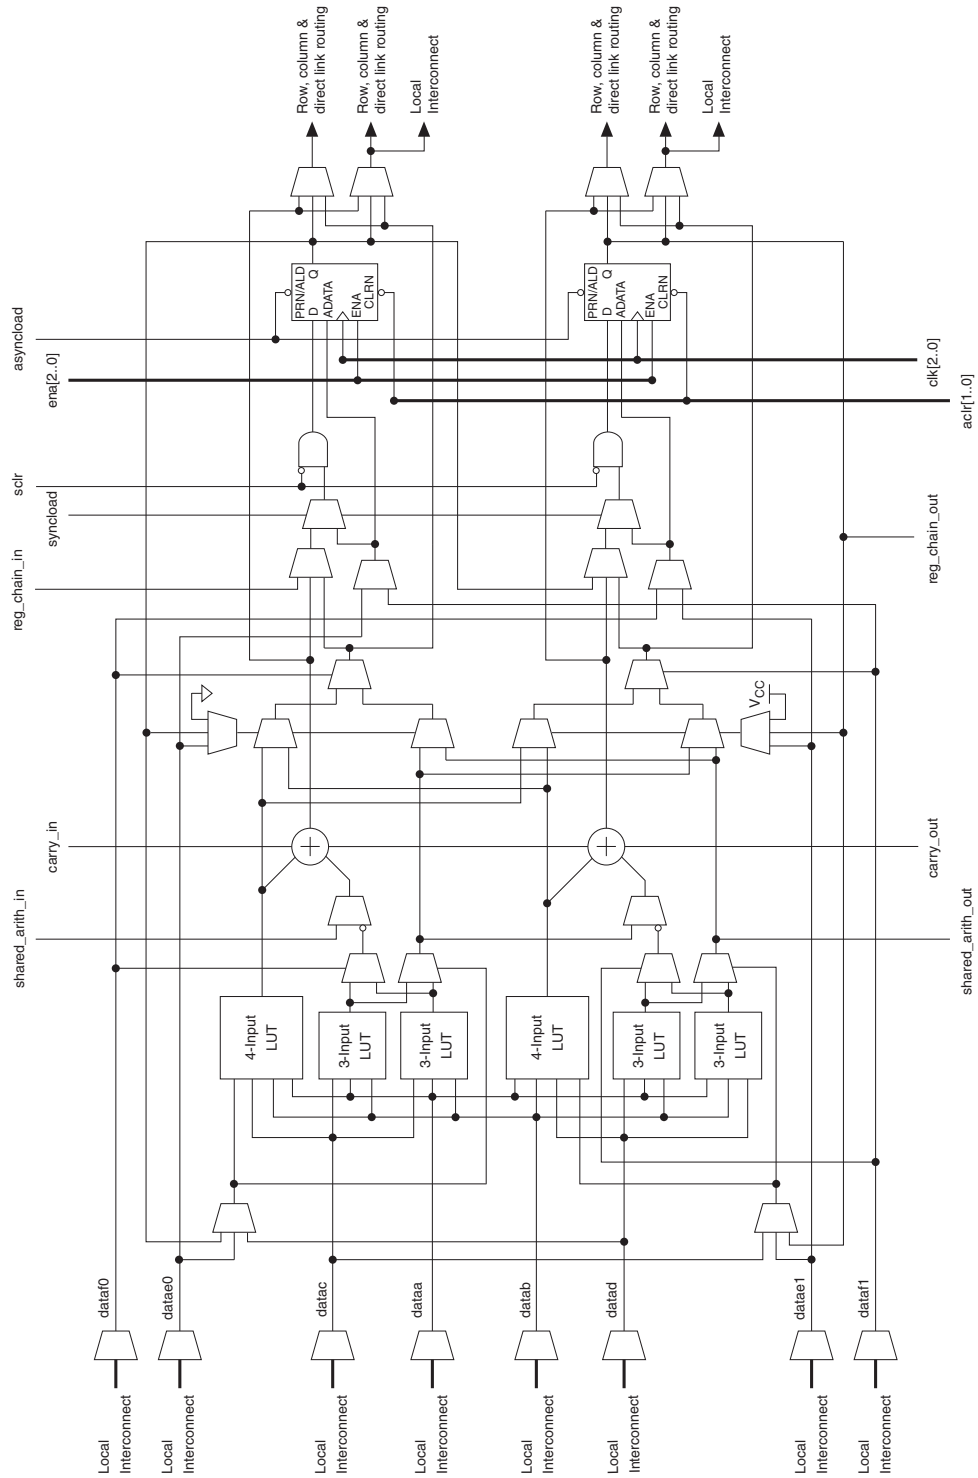 Row, column &
direct link routing
Row, column &
direct link routing
Local
Interconnect
Row, column &
direct link routing
Row, column &
direct link routing
Local
Interconnect
asyncload
ena[2..0]
PRN/ALD
D Q
ADATA
ENA
CLRN
PRN/ALD
D Q
ADATA
ENA
CLRN
clk[2..0]
aclr[1..0]
sclr
syncload
reg_chain_in
reg_chain_out
VCC
carry_in
carry_out
shared_arith_in
shared_arith_out
4-Input
LUT
3-Input
LUT
3-Input
LUT
4-Input
LUT
3-Input
LUT
3-Input
LUT
dataf0
datae0
datac
dataa
datab
datad
datae1
dataf1
Local
Interconnect
Local
Interconnect
Local
Interconnect
Local
Interconnect
Local
Interconnect
Local
Interconnect
Local
Interconnect
Local
Interconnect